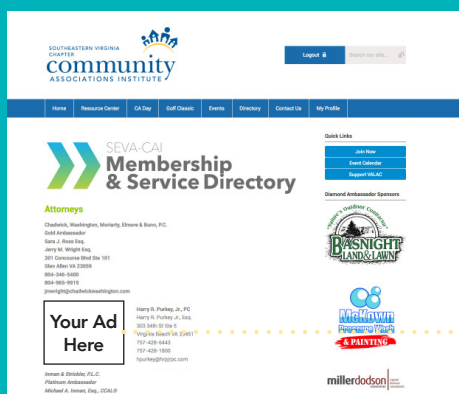 SOUTHEASTERN VIRGINIA
CHAPTER
community
ASSOCIATIONS INSTITUTE
Logout
Search our site...
Home Resource Center CA Day Golf Classic Events Directory Contact Us My Profile
SEVA-CAI
Membership
& Service Directory
Attorneys
Chadwick, Washington, Moriarty, Elmore & Bunn, P.C.
Gold Ambassador
Sara J. Ross Esq.
Jerry M. Wright Esq.
201 Concourse Blvd Ste 101
Glen Allen VA 23059
804-346-5400
804-965-9919
jmwright@chadwickwashington.com
Your Ad
Here
Harry R. Purkey, Jr., PC
Harry R. Purkey Jr., Esq.
303 34th St Ste 5
Virginia Beach VA 23451
757-428-6443
757-428-1800
hpurkey@hrpjrpc.com
Inman & Strickler, P.L.C.
Platinum Ambassador
Michael A. Inman, Esq., CCAL®
Quick Links
Join Now
Event Calendar
Support VALAC
Diamond Ambassador Sponsors
"Nature's Outdoor Contractor"
BASNIGHT
LAND & LAWN
McKown
Pressure Wash
& PAINTING
millerdodson